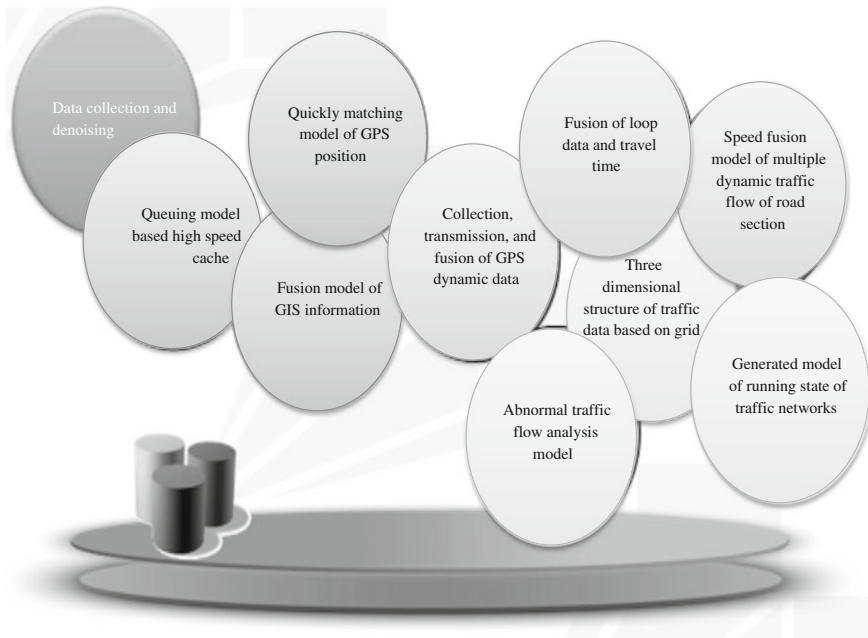 Data collection and
denoising
Queuing model
based high speed
cache
Quickly matching
model of GPS
position
Fusion model of
GIS information
Collection,
transmission, and
fusion of GPS
dynamic data
Fusion of loop
data and travel
time
Three
dimensional
structure of traffic
data based on grid
Speed fusion
model of multiple
dynamic traffic
flow of road
section
Abnormal traffic
flow analysis
model
Generated model
of running state of
traffic networks